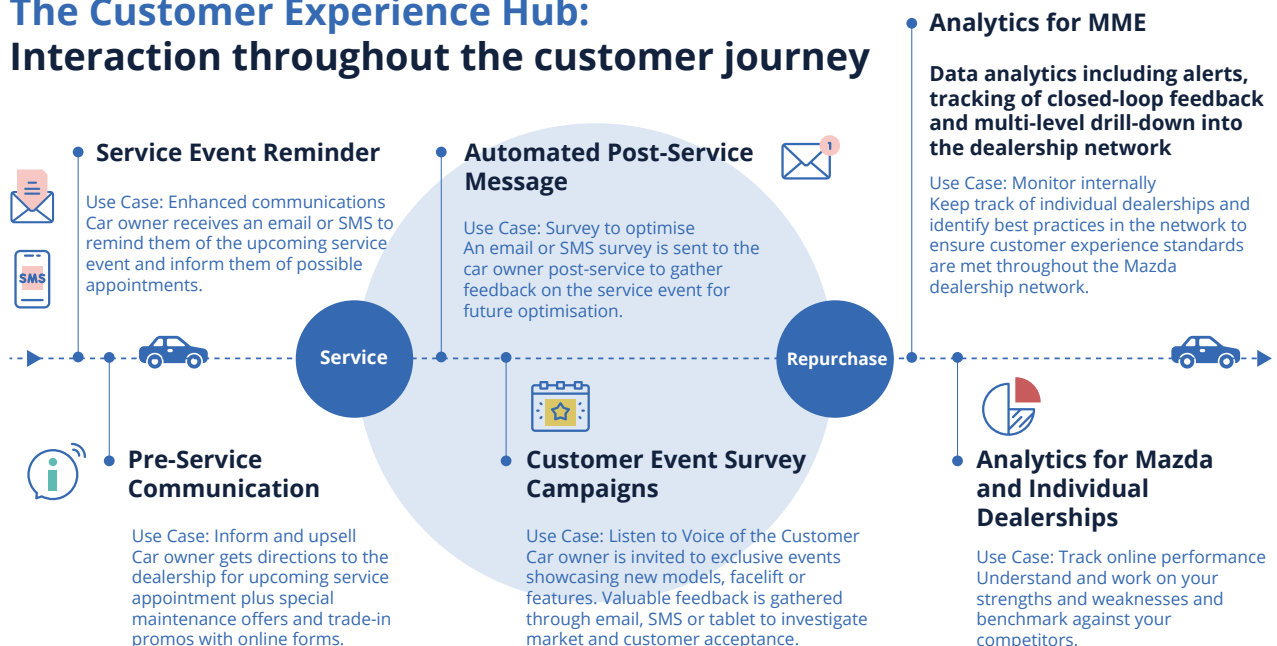 The Customer Experience Hub:
Interaction throughout the customer journey
Service Event Reminder
Use Case: Enhanced communications
Car owner receives an email or SMS to
remind them of the upcoming service
event and inform them of possible
appointments.
SMS
Automated Post-Service
Message
1
Use Case: Survey to optimise
An email or SMS survey is sent to the
car owner post-service to gather
feedback on the service event for
future optimisation.
Analytics for MME
Data analytics including alerts,
tracking of closed-loop feedback
and multi-level drill-down into
the dealership network
Use Case: Monitor internally
Keep track of individual dealerships and
identify best practices in the network to
ensure customer experience standards
are met throughout the Mazda
dealership network.
Service
Repurchase
i
Pre-Service
Communication
Use Case: Inform and upsell
Car owner gets directions to the
dealership for upcoming service
appointment plus special
maintenance offers and trade-in
promos with online forms.
Customer Event Survey
Campaigns
Use Case: Listen to Voice of the Customer
Car owner is invited to exclusive events
showcasing new models, facelift or
features. Valuable feedback is gathered
through email, SMS or tablet to investigate
market and customer acceptance.
Analytics for Mazda
and Individual
Dealerships
Use Case: Track online performance
Understand and work on your
strengths and weaknesses and
benchmark against your
competitors.